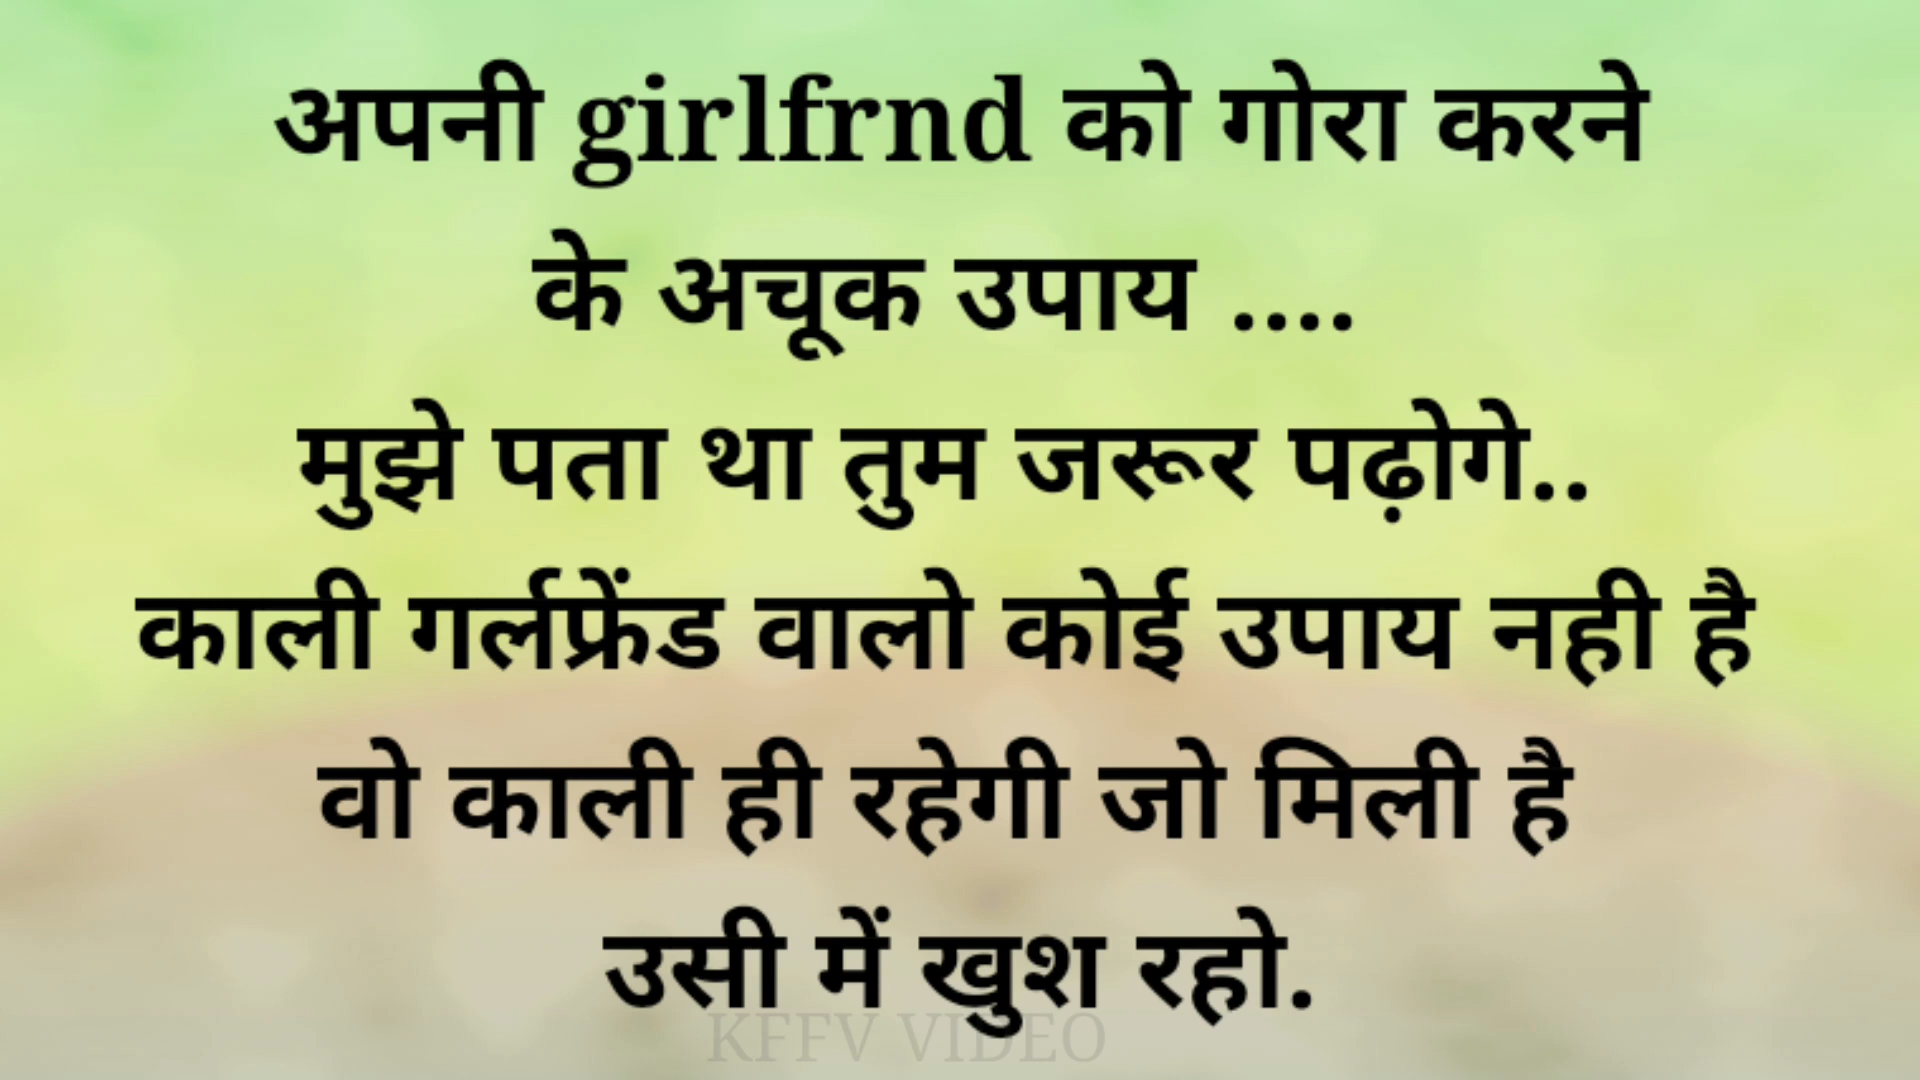 अपनी girlfrnd को गोरा करने
के अचूक उपाय ....
मुझे पता था तुम जरूर पढ़ोगे..
काली गर्लफ्रेंड वालो कोई उपाय नही है
वो काली ही रहेगी जो मिली है
उसी में खुश रहो.
KFFV VIDEO